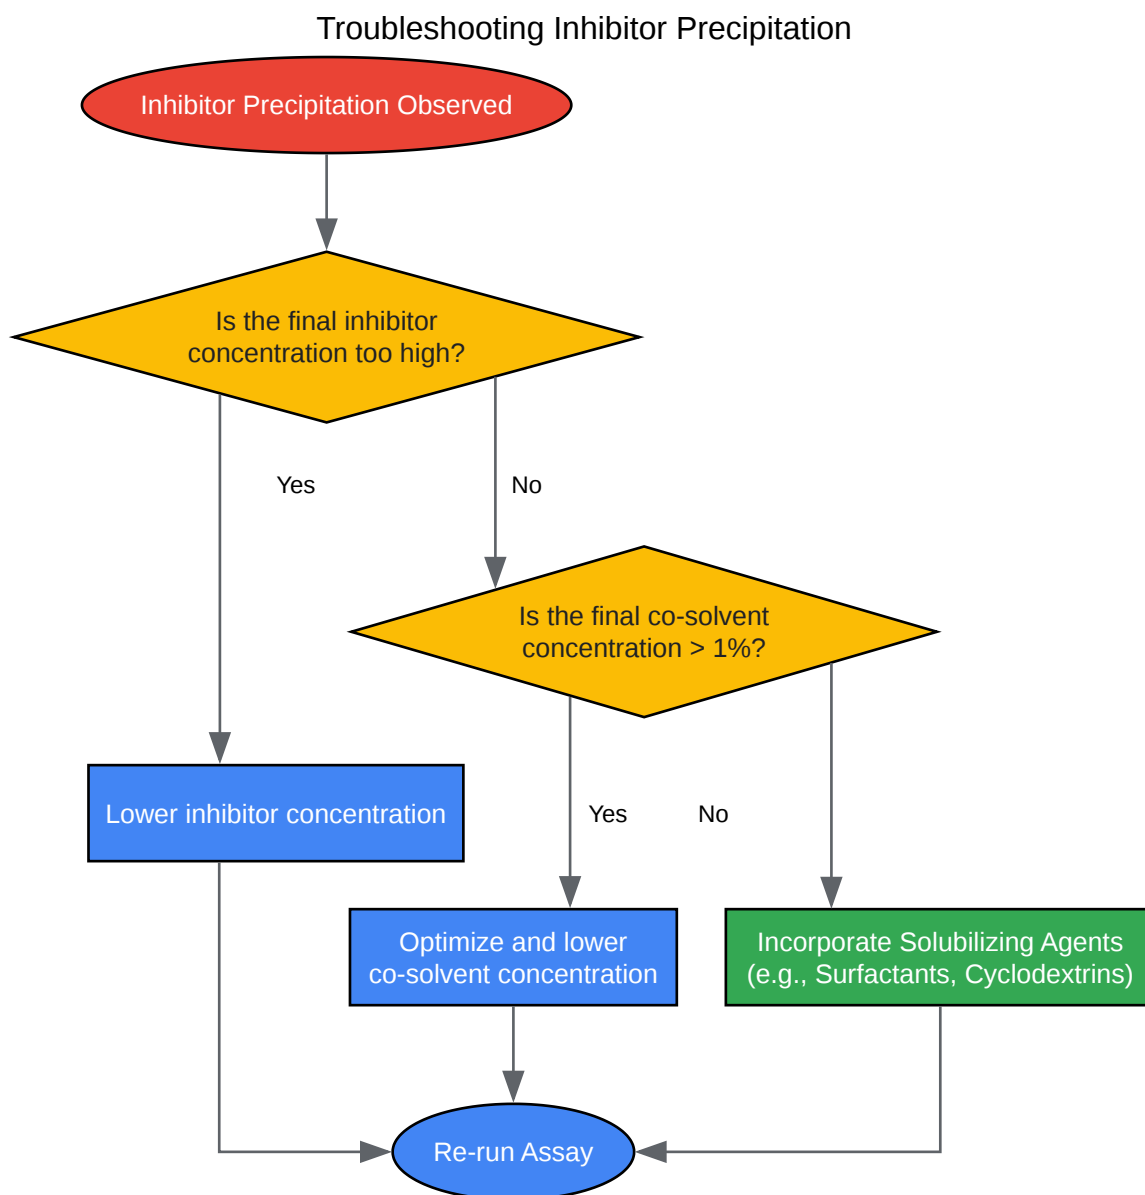 Troubleshooting Inhibitor Precipitation
Inhibitor Precipitation Observed
Is the final inhibitor
concentration too high?
Yes
No
Is the final co-solvent
concentration > 1%?
Lower inhibitor concentration
Yes
No
Optimize and lower
co-solvent concentration
Incorporate Solubilizing Agents
(e.g., Surfactants, Cyclodextrins)
Re-run Assay